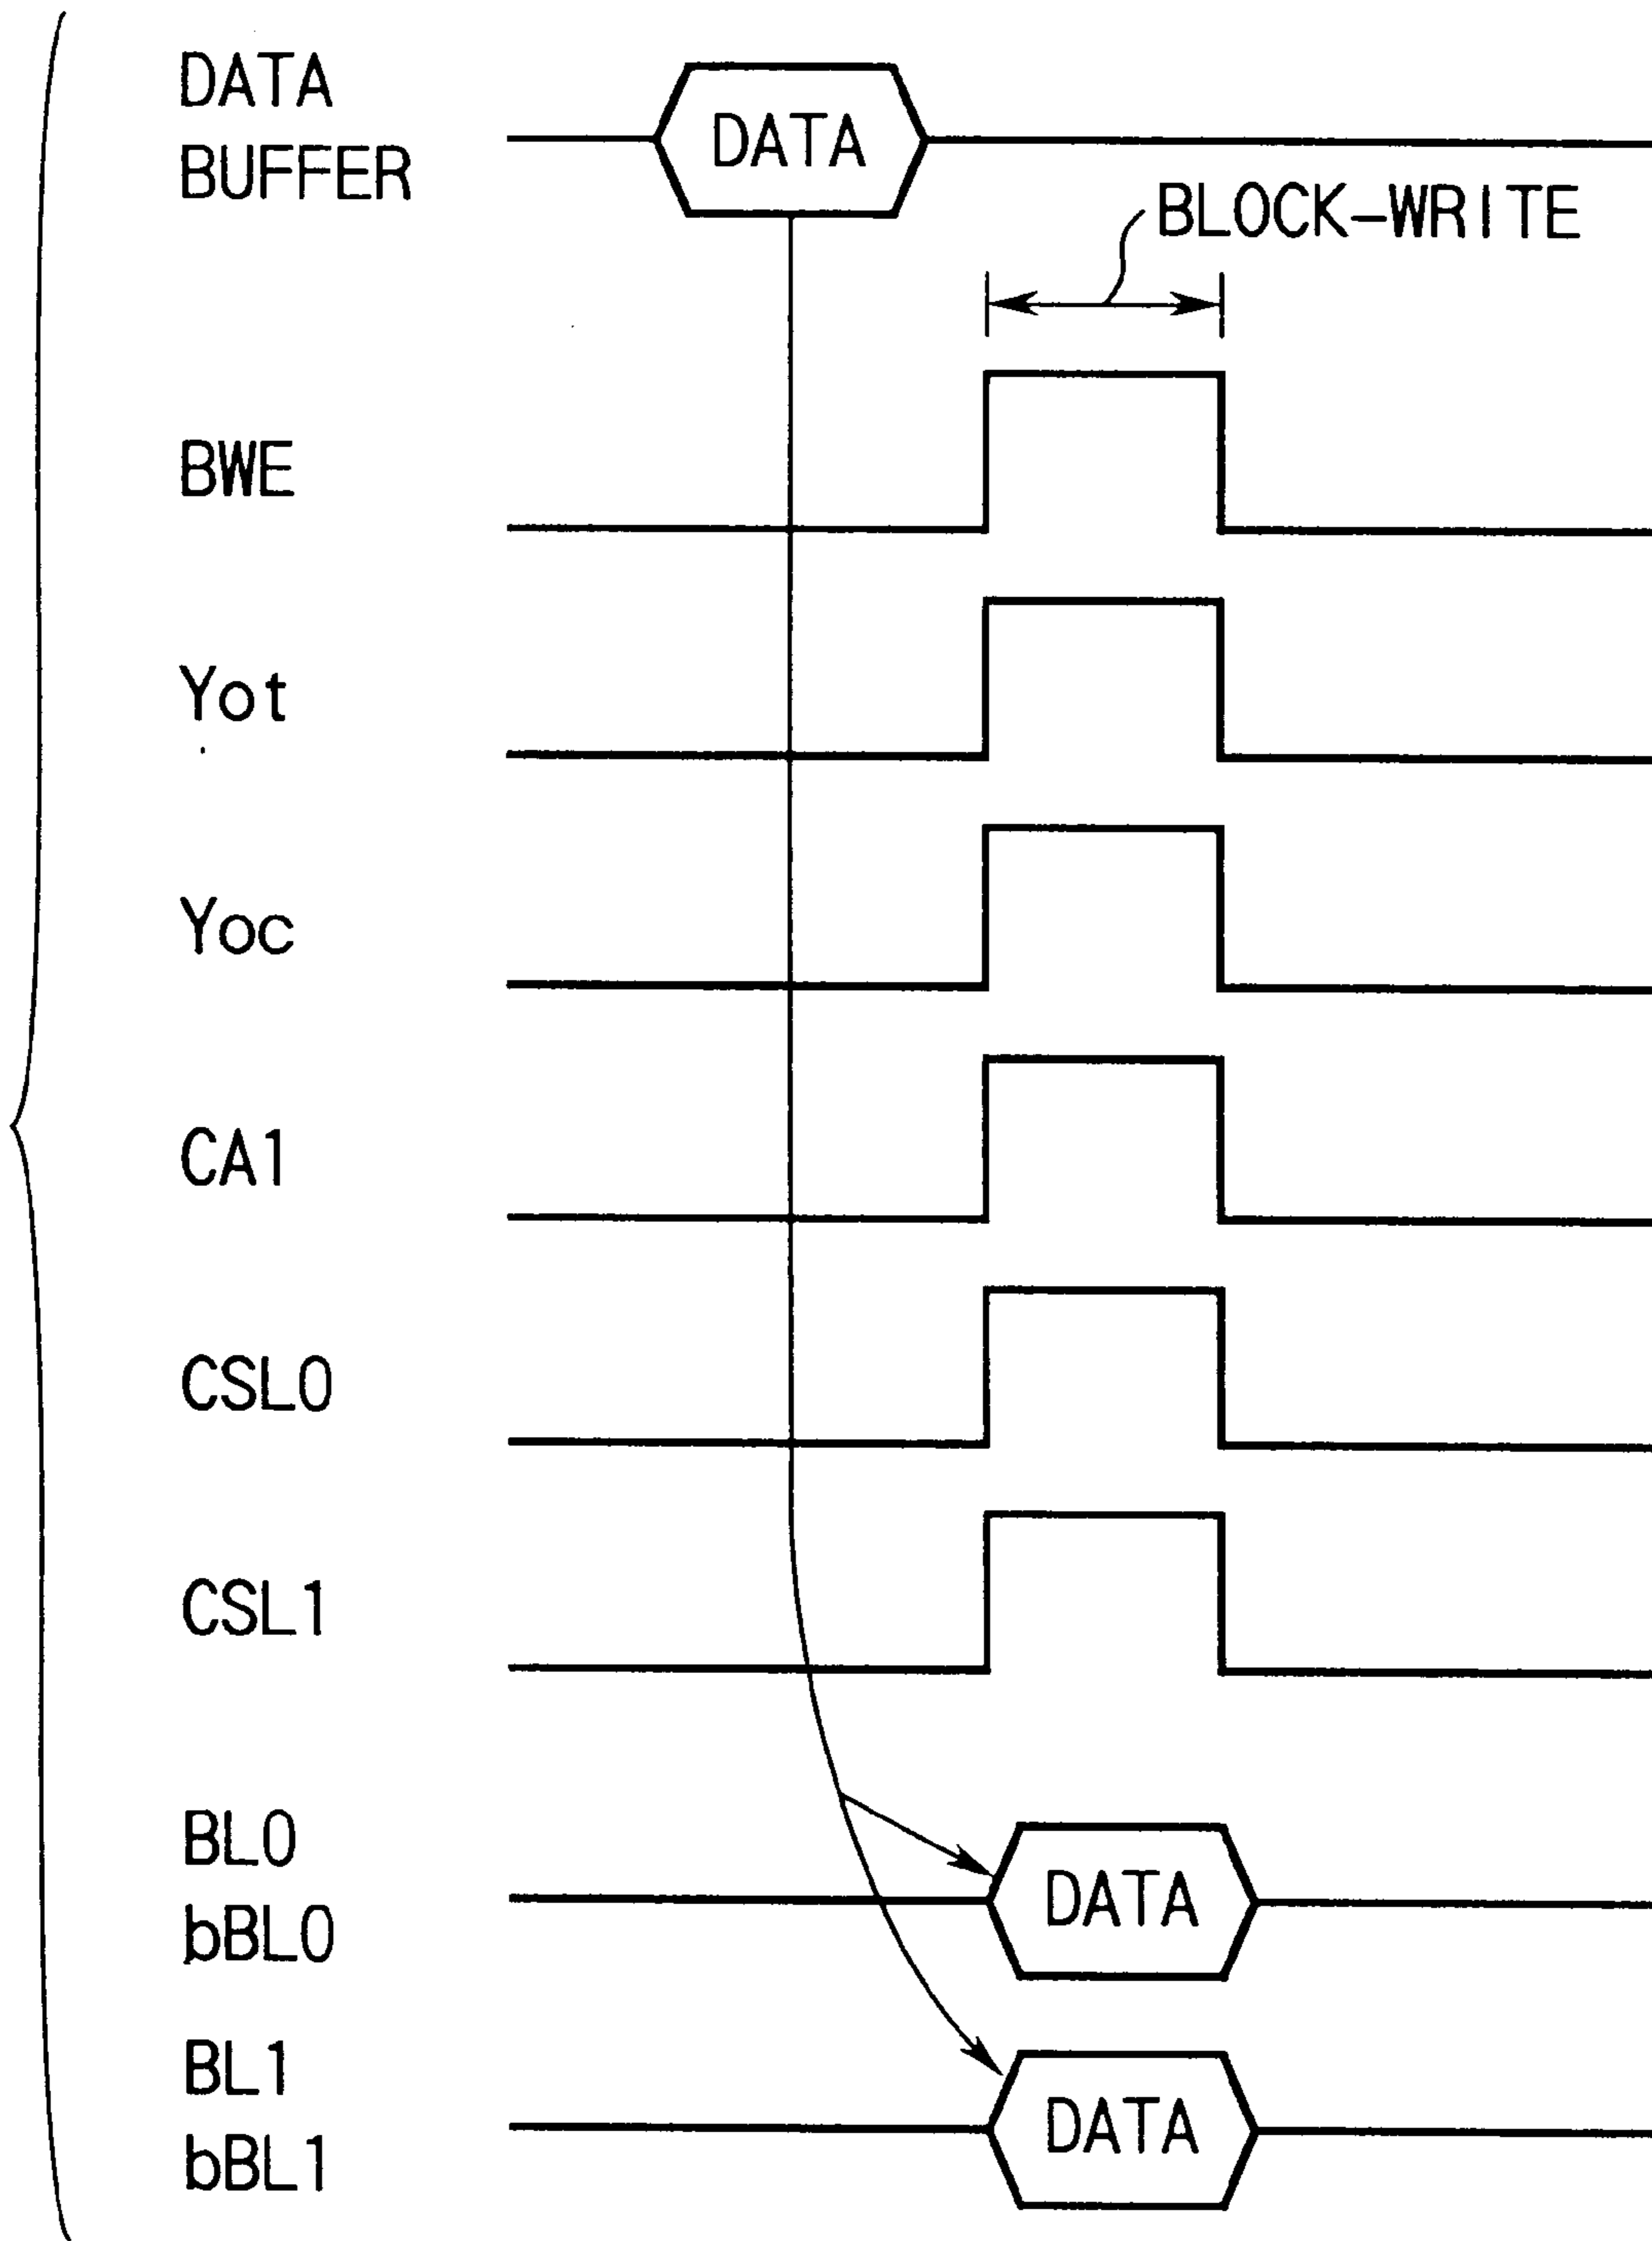 DATA
BUFFER
DATA
BLOCK-WRITE
BWE
Yot
Yoc
CA1
CSL0
CSL1
BL0
bBL0
DATA
BL1
bBL1
DATA